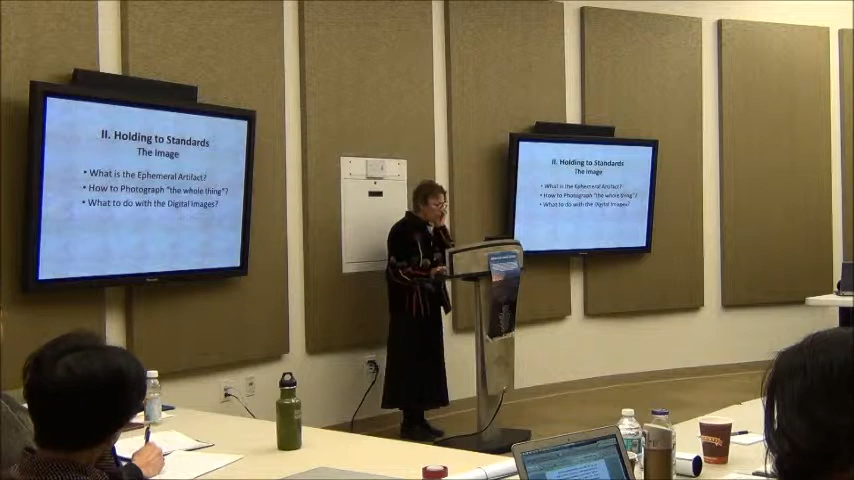 II. Holding to Standards
The Image
• What is the Ephemeral Artifact?
• How to Photograph "the whole thing"?
• What to do with the Digital Images?
II. Holding to Standards
The Image
• What is the Ephemeral Artifact?
• How to Photograph "the whole thing"?
• What to do with the Digital Images?